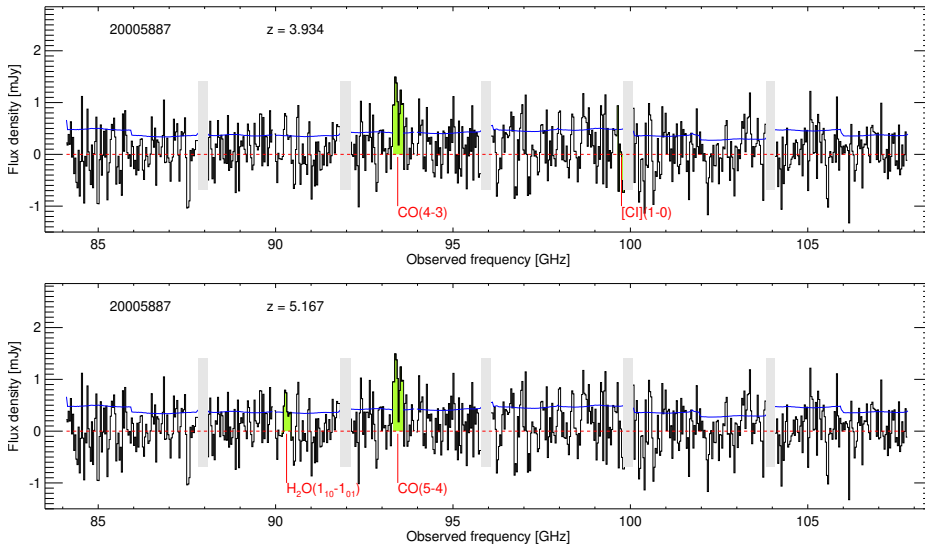 20005887 z = 3.934
Flux density [mJy]
2
1
0
-1
CO(4-3) [CI](1-0)
85 90 95 100 105
Observed frequency [GHz]
20005887 z = 5.167
Flux density [mJy]
2
1
0
-1
H₂O(1₁₀-1₀₁) CO(5-4)
85 90 95 100 105
Observed frequency [GHz]